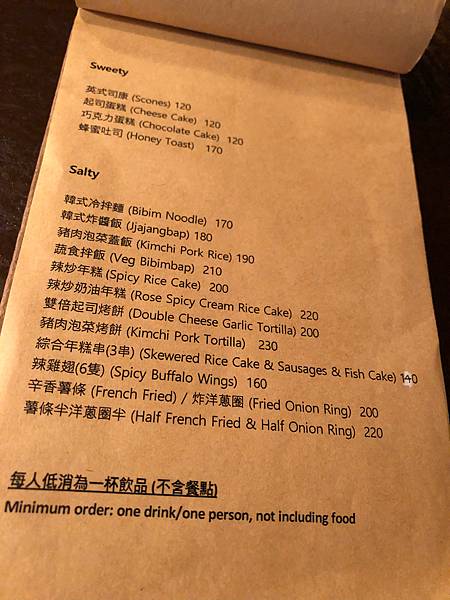 Sweety
英式司康 (Scones) 120
起司蛋糕 (Cheese Cake) 120
巧克力蛋糕 (Chocolate Cake) 120
蜂蜜吐司 (Honey Toast) 170
Salty
韓式冷拌麵 (Bibim Noodle) 170
韓式炸醬飯 (Jjajangbap) 180
豬肉泡菜蓋飯 (Kimchi Pork Rice) 190
蔬食拌飯 (Veg Bibimbap) 210
辣炒年糕 (Spicy Rice Cake) 200
辣炒奶油年糕 (Rose Spicy Cream Rice Cake) 220
雙倍起司烤餅 (Double Cheese Garlic Tortilla) 200
豬肉泡菜烤餅 (Kimchi Pork Tortilla) 230
綜合年糕串(3串) (Skewered Rice Cake & Sausages & Fish Cake) 140
辣雞翅(6隻) (Spicy Buffalo Wings) 160
辛香薯條 (French Fried) / 炸洋蔥圈 (Fried Onion Ring) 200
薯條半洋蔥圈半 (Half French Fried & Half Onion Ring) 220
每人低消為一杯飲品 (不含餐點)
Minimum order: one drink/one person, not including food